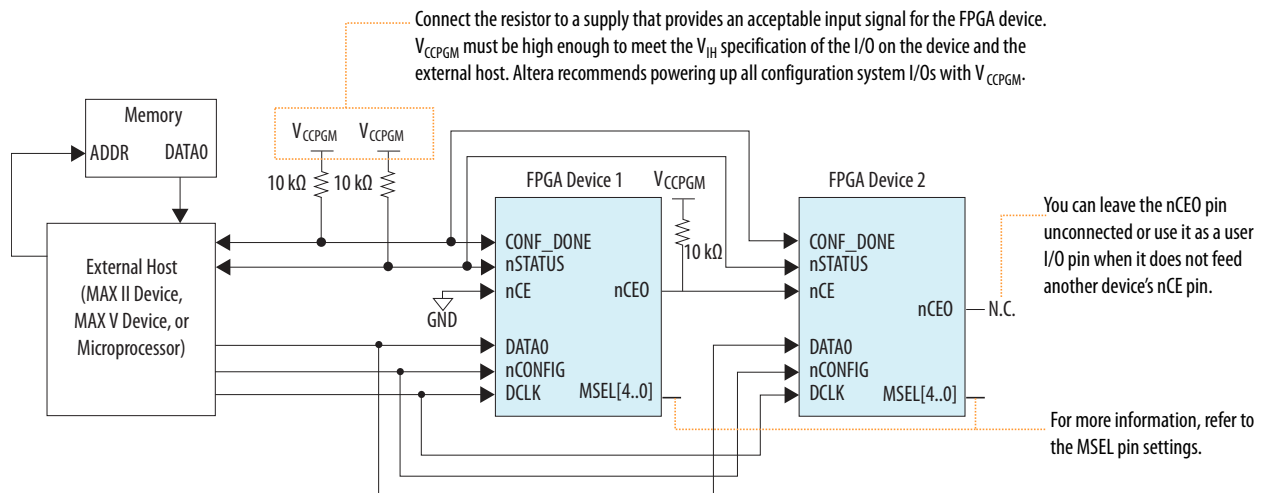 Connect the resistor to a supply that provides an acceptable input signal for the FPGA device.
VCCPGM must be high enough to meet the VIH specification of the I/O on the device and the
external host. Altera recommends powering up all configuration system I/Os with VCCPGM.
Memory
ADDR DATA0
VCCPGM VCCPGM
10 kΩ 10 kΩ
FPGA Device 1
VCCPGM
10 kΩ
FPGA Device 2
External Host
(MAX II Device,
MAX V Device, or
Microprocessor)
CONF_DONE
nSTATUS
nCE
nCEO
GND
DATA0
nCONFIG
DCLK
MSEL[4..0]
CONF_DONE
nSTATUS
nCE
nCEO
N.C.
DATA0
nCONFIG
DCLK
MSEL[4..0]
You can leave the nCEO pin
unconnected or use it as a user
I/O pin when it does not feed
another device's nCE pin.
For more information, refer to
the MSEL pin settings.